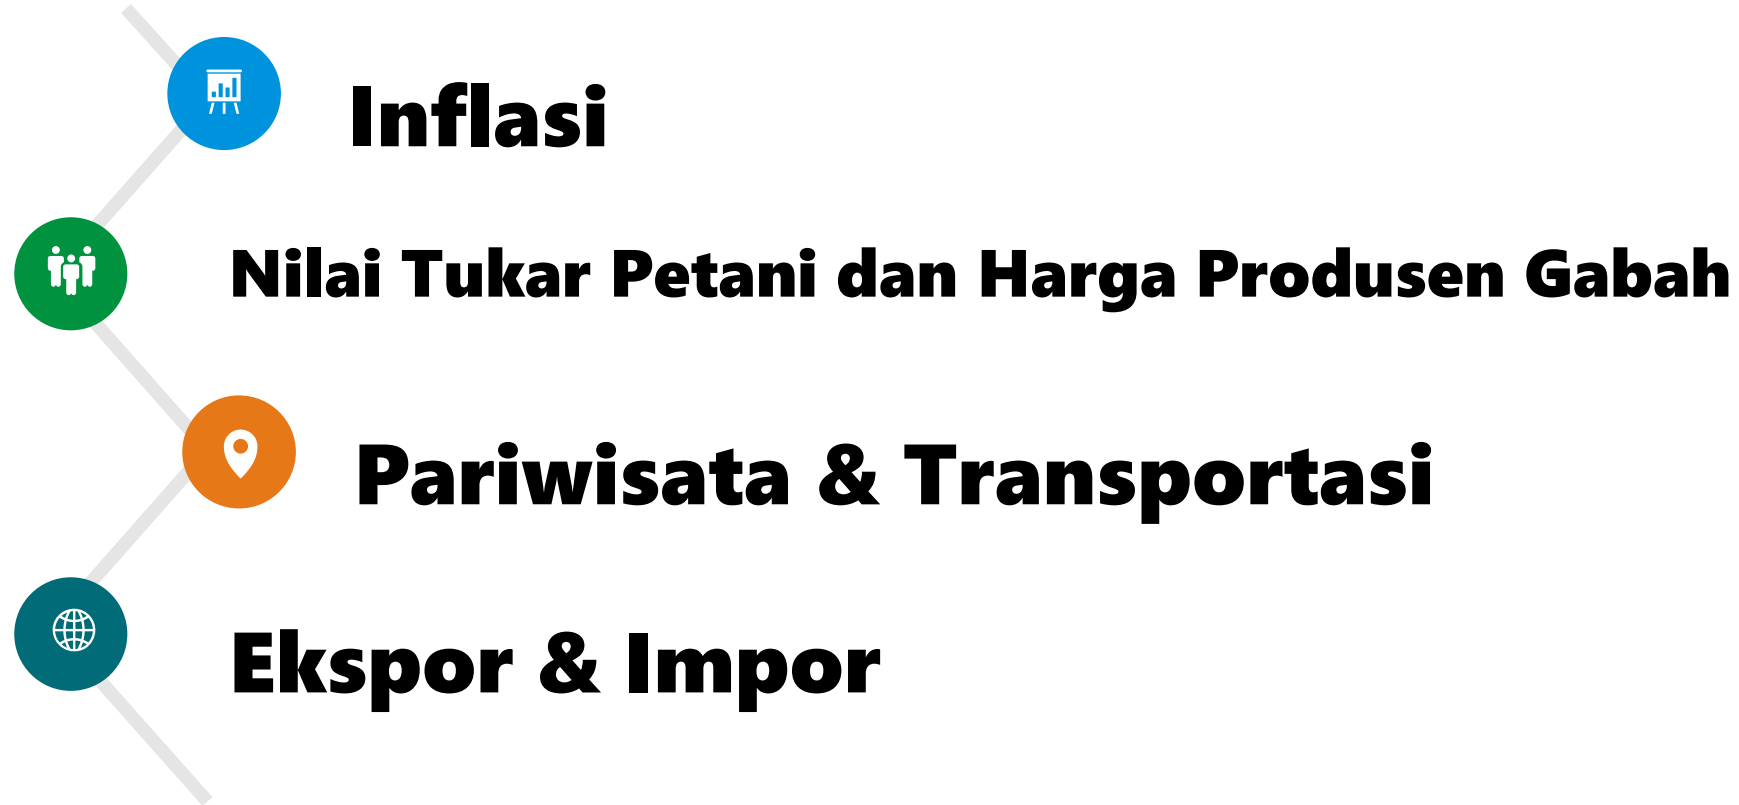 Inflasi
Nilai Tukar Petani dan Harga Produsen Gabah
Pariwisata & Transportasi
Ekspor & Impor